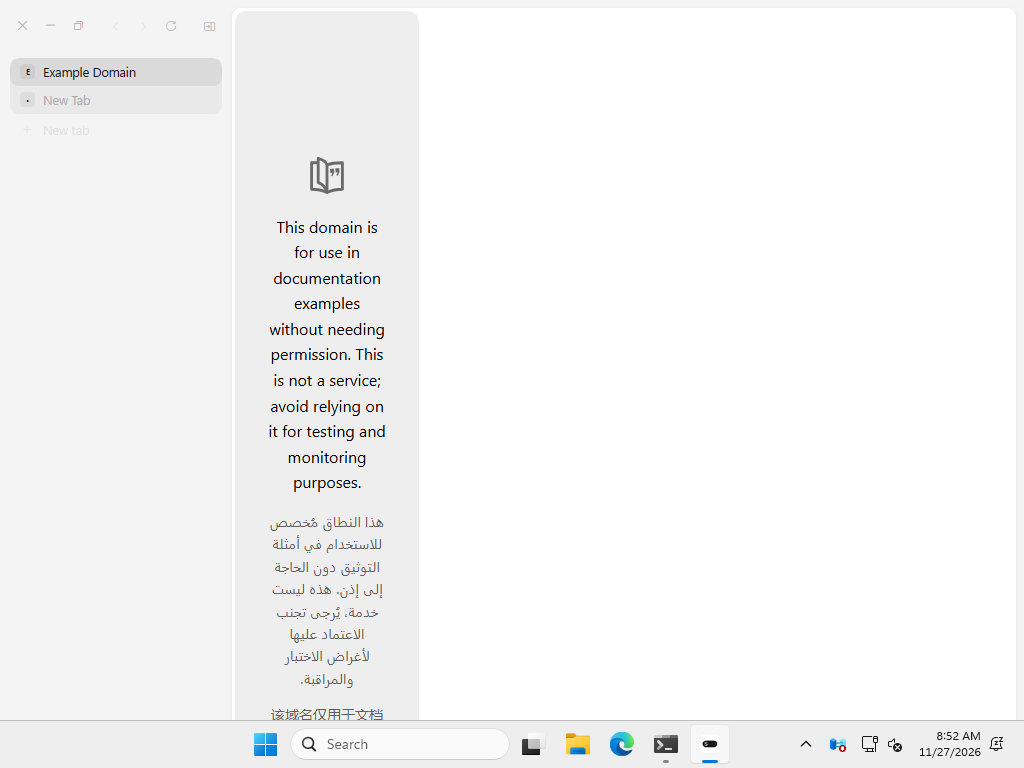 E
Example Domain
New Tab
+ New tab
This domain is
for use in
documentation
examples
without needing
permission. This
is not a service;
avoid relying on
it for testing and
monitoring
purposes.
هذا النطاق مُخصص
للاستخدام في أمثلة
التوثيق دون الحاجة
إلى إذن. هذه ليست
خدمة، يُرجى تجنب
الاعتماد عليها
لأغراض الاختبار
والمراقبة.
该域名仅用于文档
Search
8:52 AM
11/27/2026